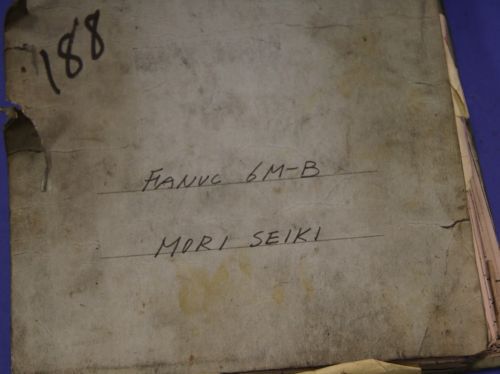 188
FANUC 6M-B
MORI SEIKI